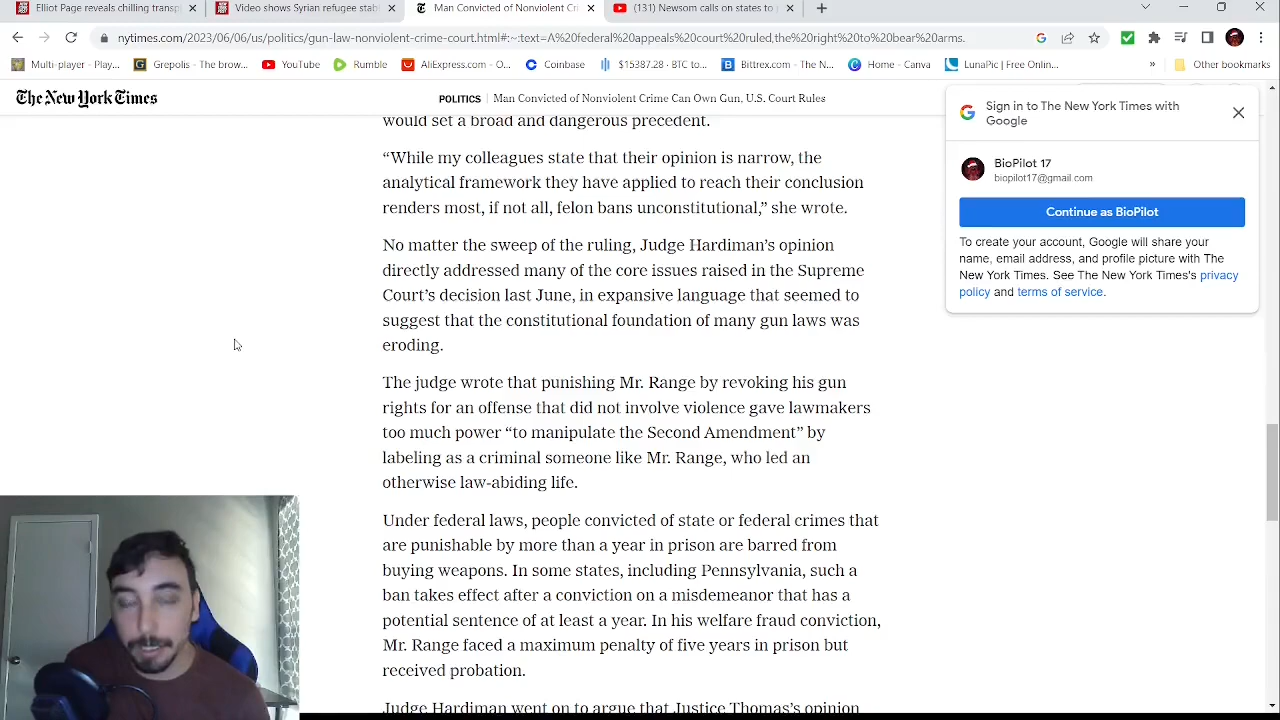 Elliot Page reveals chilling transp
Video shows Syrian refugee stabl
Man Convicted of Nonviolent Cri
(131) Newsom calls on states to p
nytimes.com/2023/06/06/us/politics/gun-law-nonviolent-crime-court.html#:~:text=A%20federal%20appeals%20court%20ruled,the%20right%20to%20bear%20arms.
Multi-player - Play...
Grepolis - The brow...
YouTube
Rumble
AliExpress.com - O...
Coinbase
$15387.28 - BTC to...
Bittrex.com - The N...
Home - Canva
LunaPic | Free Onlin...
»
Other bookmarks
The New York Times
POLITICS | Man Convicted of Nonviolent Crime Can Own Gun, U.S. Court Rules
would set a broad and dangerous precedent.
“While my colleagues state that their opinion is narrow, the
analytical framework they have applied to reach their conclusion
renders most, if not all, felon bans unconstitutional,” she wrote.
No matter the sweep of the ruling, Judge Hardiman’s opinion
directly addressed many of the core issues raised in the Supreme
Court’s decision last June, in expansive language that seemed to
suggest that the constitutional foundation of many gun laws was
eroding.
The judge wrote that punishing Mr. Range by revoking his gun
rights for an offense that did not involve violence gave lawmakers
too much power “to manipulate the Second Amendment” by
labeling as a criminal someone like Mr. Range, who led an
otherwise law-abiding life.
Under federal laws, people convicted of state or federal crimes that
are punishable by more than a year in prison are barred from
buying weapons. In some states, including Pennsylvania, such a
ban takes effect after a conviction on a misdemeanor that has a
potential sentence of at least a year. In his welfare fraud conviction,
Mr. Range faced a maximum penalty of five years in prison but
received probation.
Judge Hardiman went on to argue that Justice Thomas’s opinion
Sign in to The New York Times with
Google
BioPilot 17
biopilot17@gmail.com
Continue as BioPilot
To create your account, Google will share your
name, email address, and profile picture with The
New York Times. See The New York Times's privacy
policy and terms of service.